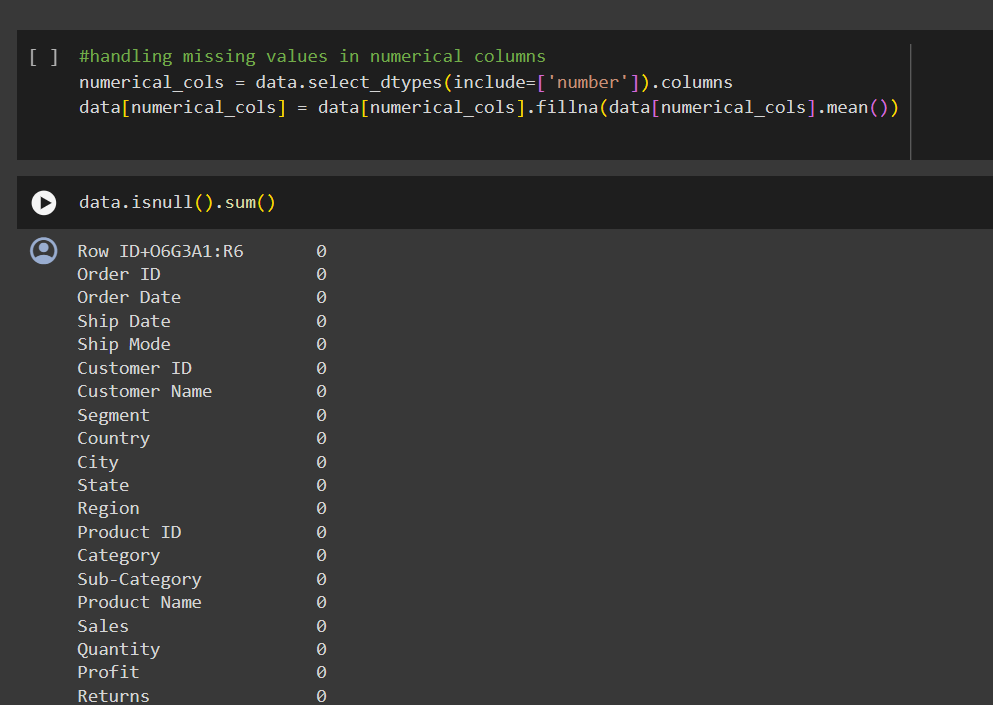 [ ] #handling missing values in numerical columns
numerical_cols = data.select_dtypes(include=['number']).columns
data[numerical_cols] = data[numerical_cols].fillna(data[numerical_cols].mean())
data.isnull().sum()
Row ID+O6G3A1:R6 0
Order ID 0
Order Date 0
Ship Date 0
Ship Mode 0
Customer ID 0
Customer Name 0
Segment 0
Country 0
City 0
State 0
Region 0
Product ID 0
Category 0
Sub-Category 0
Product Name 0
Sales 0
Quantity 0
Profit 0
Returns 0